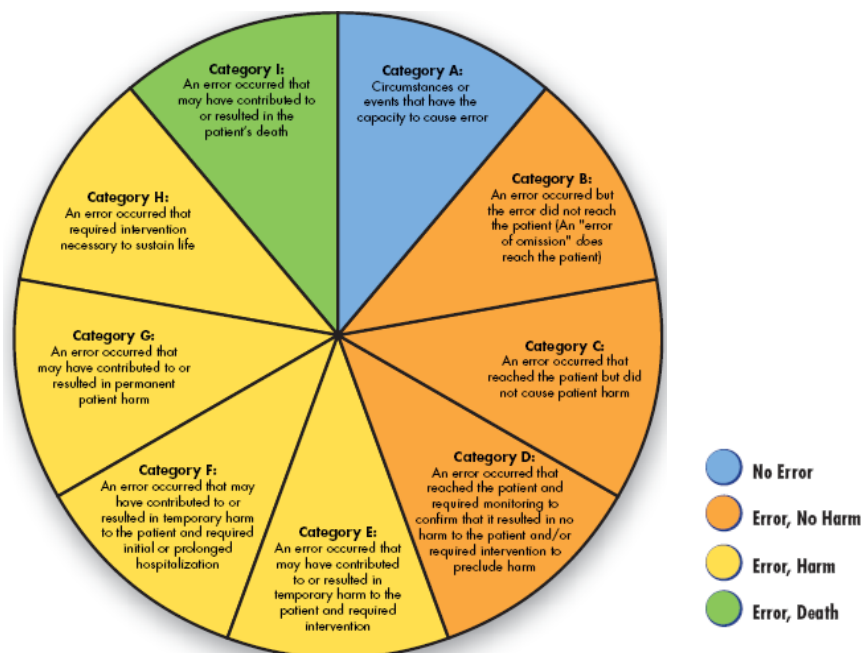 Category A:
Circumstances or
events that have the
capacity to cause error
Category B:
An error occurred but
the error did not reach
the patient (An "error
of omission" does
reach the patient)
Category C:
An error occurred that
reached the patient but did
not cause patient harm
Category D:
An error occurred that
reached the patient and
required monitoring to
confirm that it resulted in no
harm to the patient and/or
required intervention to
preclude harm
Category E:
An error occurred that
may have contributed
to or resulted in
temporary harm to the
patient and required
intervention
Category F:
An error occurred that may
have contributed to or
resulted in temporary harm
to the patient and required
initial or prolonged
hospitalization
Category G:
An error occurred that
may have contributed to or
resulted in permanent
patient harm
Category H:
An error occurred that
required intervention
necessary to sustain life
Category I:
An error occurred that
may have contributed to
or resulted in the
patient's death
No Error
Error, No Harm
Error, Harm
Error, Death